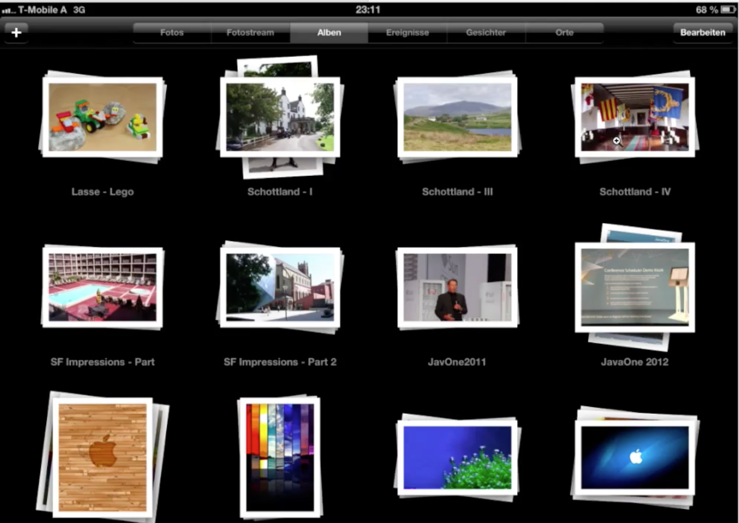 T-Mobile A 3G 23:11 68 %
+ Fotos Fotostream Alben Ereignisse Gesichter Orte Bearbeiten
Lasse - Lego Schottland - I Schottland - III Schottland - IV
SF Impressions - Part SF Impressions - Part 2 JavOne2011 JavaOne 2012